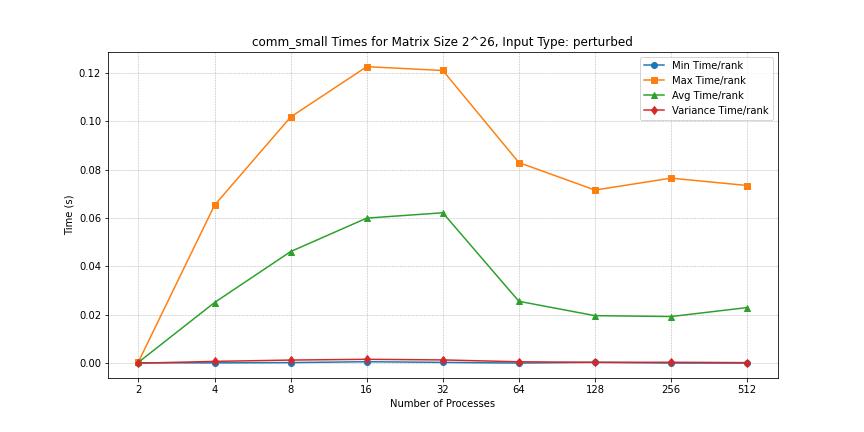 comm_small Times for Matrix Size 2^26, Input Type: perturbed
Min Time/rank
Max Time/rank
Avg Time/rank
Variance Time/rank
Time (s)
0.12
0.10
0.08
0.06
0.04
0.02
0.00
2 4 8 16 32 64 128 256 512
Number of Processes